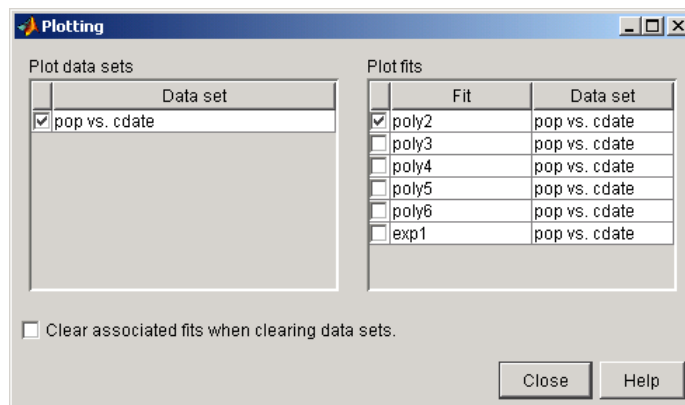 Plotting
Plot data sets
Data set
pop vs. cdate
Plot fits
Fit Data set
poly2 pop vs. cdate
poly3 pop vs. cdate
poly4 pop vs. cdate
poly5 pop vs. cdate
poly6 pop vs. cdate
exp1 pop vs. cdate
Clear associated fits when clearing data sets.
Close Help